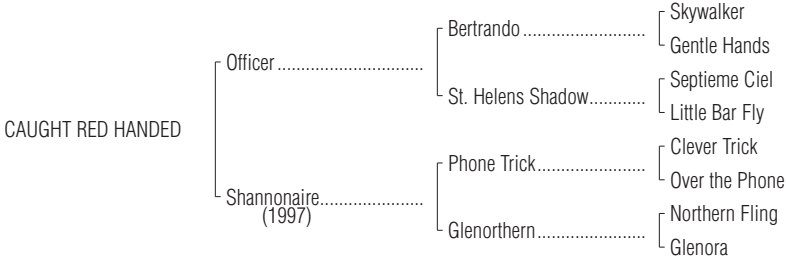 Skywalker
Bertrando ..........................
Gentle Hands
Officer ...............................
Septieme Ciel
St. Helens Shadow............
Little Bar Fly
CAUGHT RED HANDED
Clever Trick
Phone Trick.......................
Over the Phone
Shannonaire......................
(1997)
Northern Fling
Glenorthern.......................
Glenora